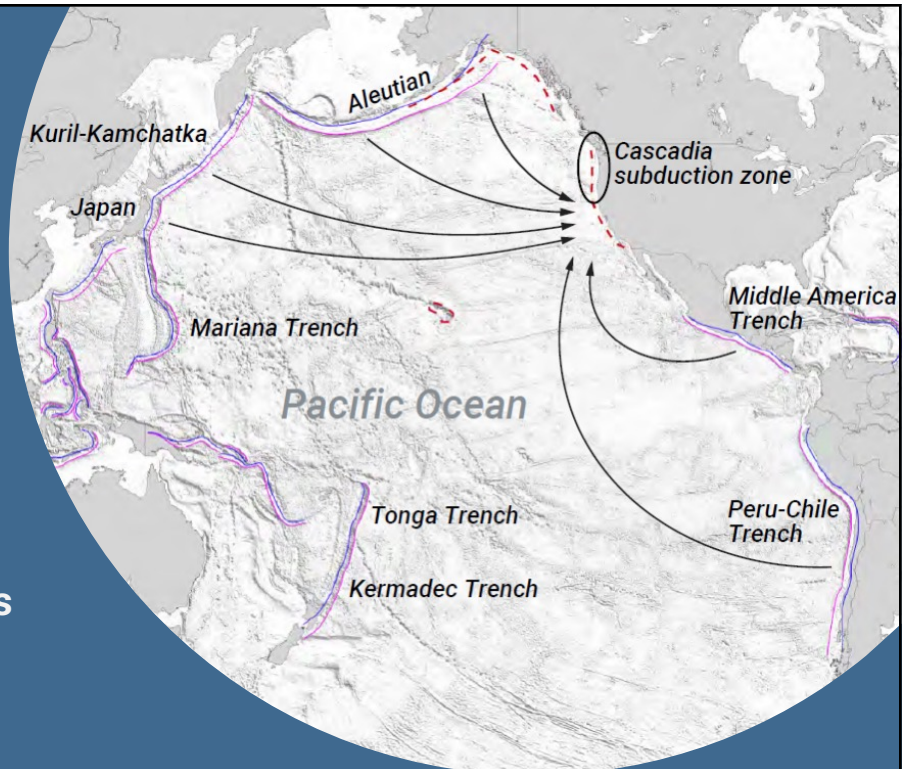 Aleutian
Kuril-Kamchatka
Cascadia
subduction zone
Japan
Middle America
Trench
Mariana Trench
Pacific Ocean
Tonga Trench
Peru-Chile
Trench
Kermadec Trench
s